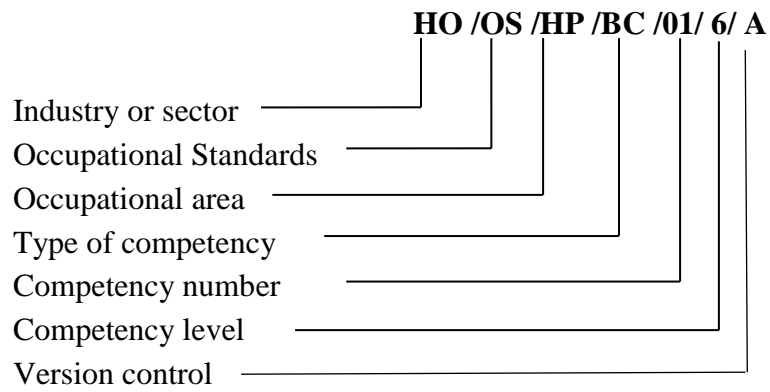 HO /OS /HP /BC /01/ 6/ A
Industry or sector
Occupational Standards
Occupational area
Type of competency
Competency number
Competency level
Version control